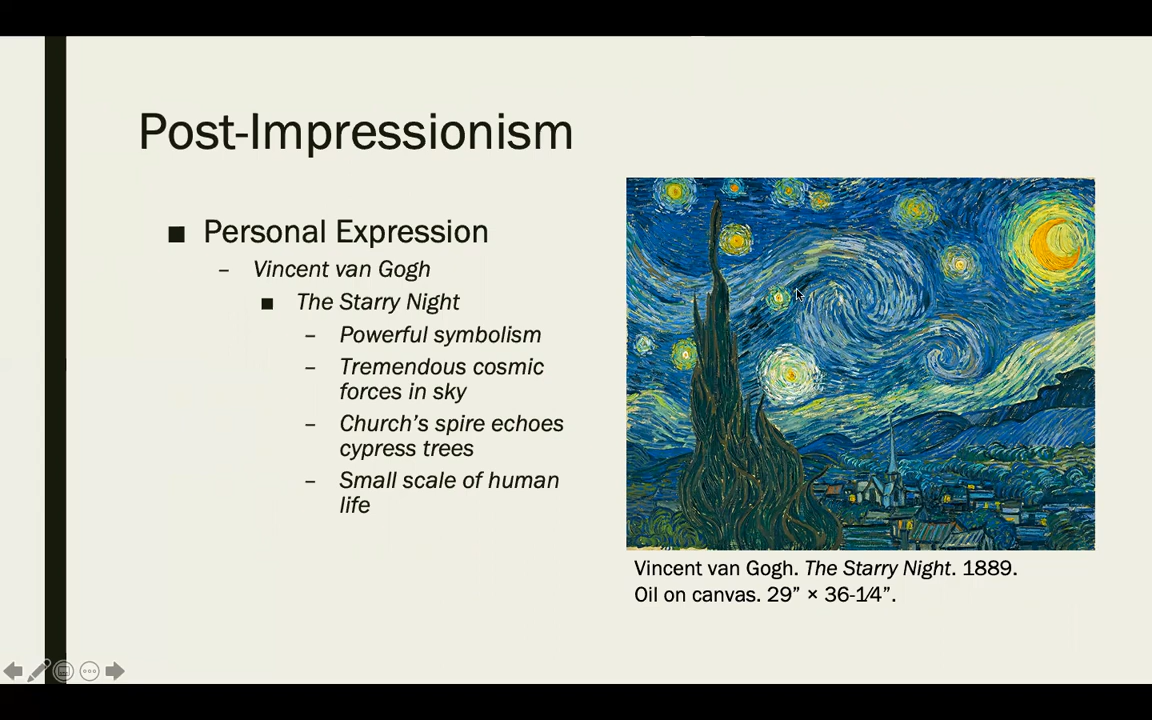 Post-Impressionism
■ Personal Expression
– Vincent van Gogh
■ The Starry Night
– Powerful symbolism
– Tremendous cosmic
forces in sky
– Church’s spire echoes
cypress trees
– Small scale of human
life
Vincent van Gogh. The Starry Night. 1889.
Oil on canvas. 29” × 36-1⁄4”.